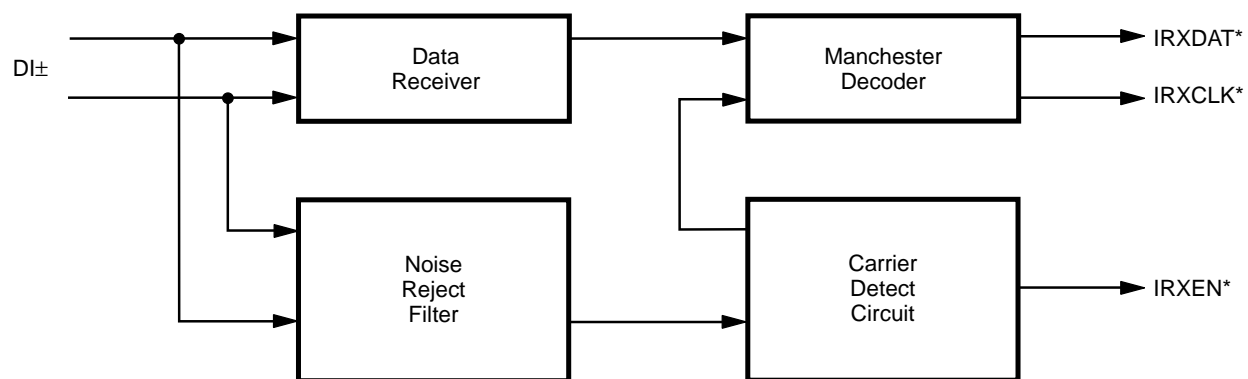 DI±
Data
Receiver
Manchester
Decoder
IRXDAT*
IRXCLK*
Noise
Reject
Filter
Carrier
Detect
Circuit
IRXEN*